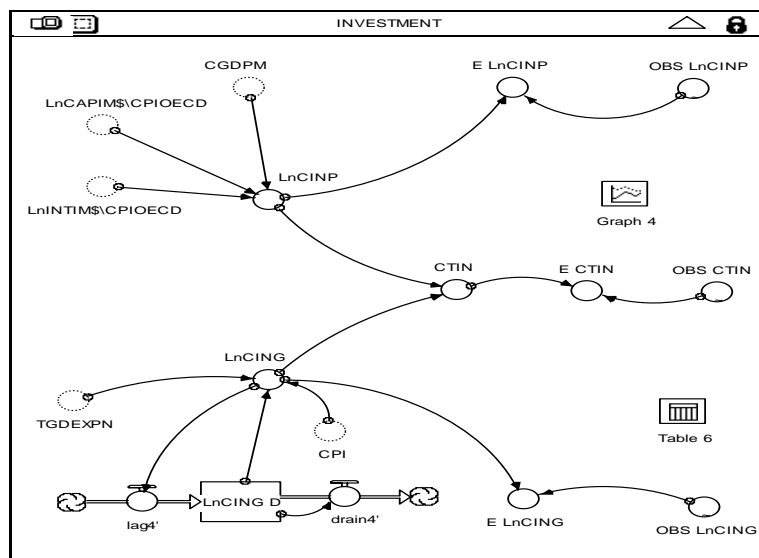 INVESTMENT
CGDPM
E LnCINP
OBS LnCINP
LnCAPIM$\CPIOECD
LnCINP
LnINTIM$\CPIOECD
Graph 4
CTIN
E CTIN
OBS CTIN
LnCING
TGDEXPN
CPI
Table 6
LnCING D
lag4'
drain4'
E LnCING
OBS LnCING